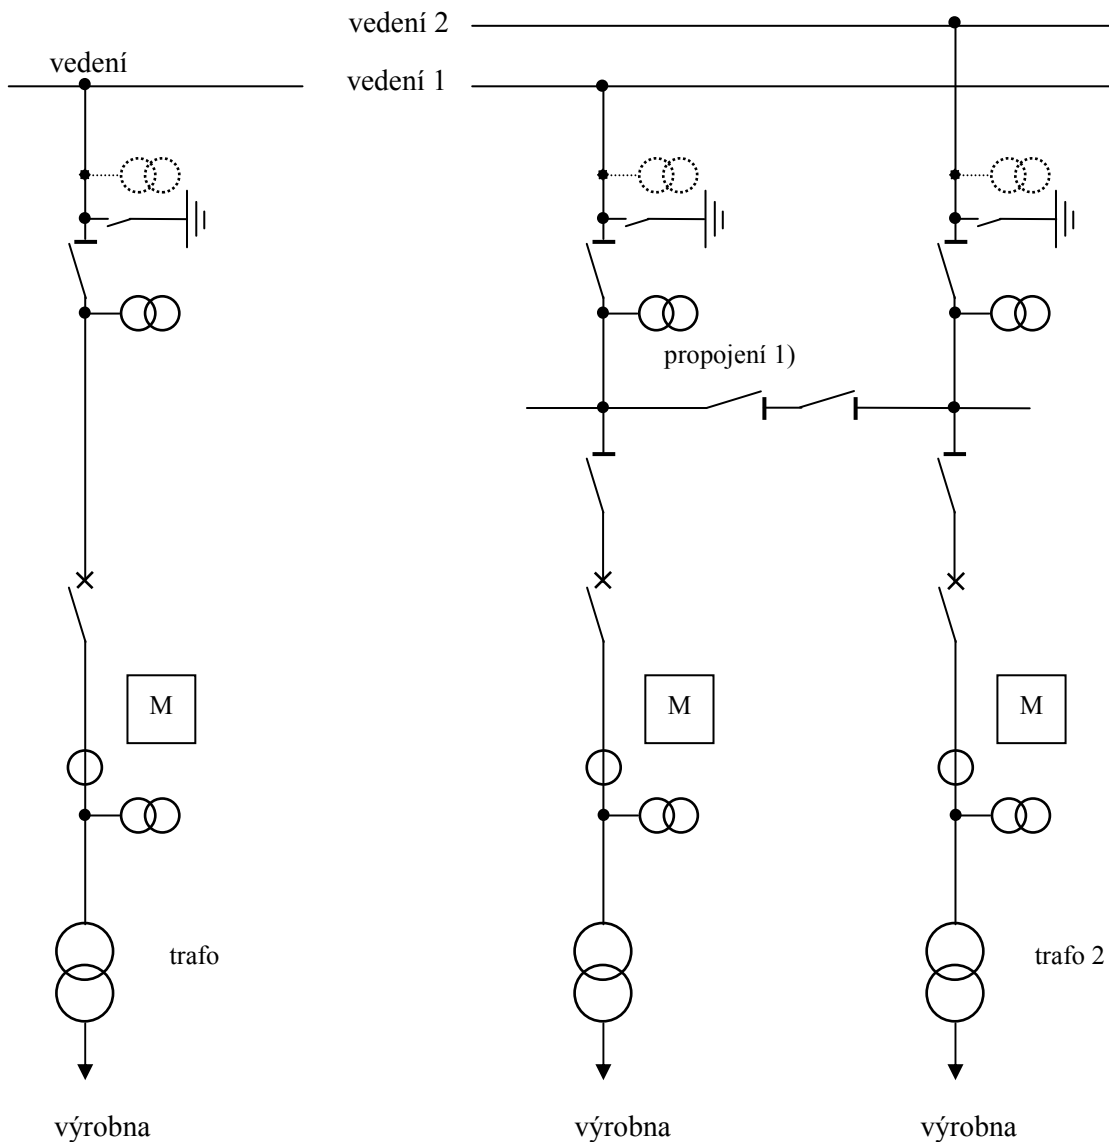 vedení 2
vedení
vedení 1
propojení 1)
M
M
M
trafo
trafo 2
výrobna
výrobna
výrobna